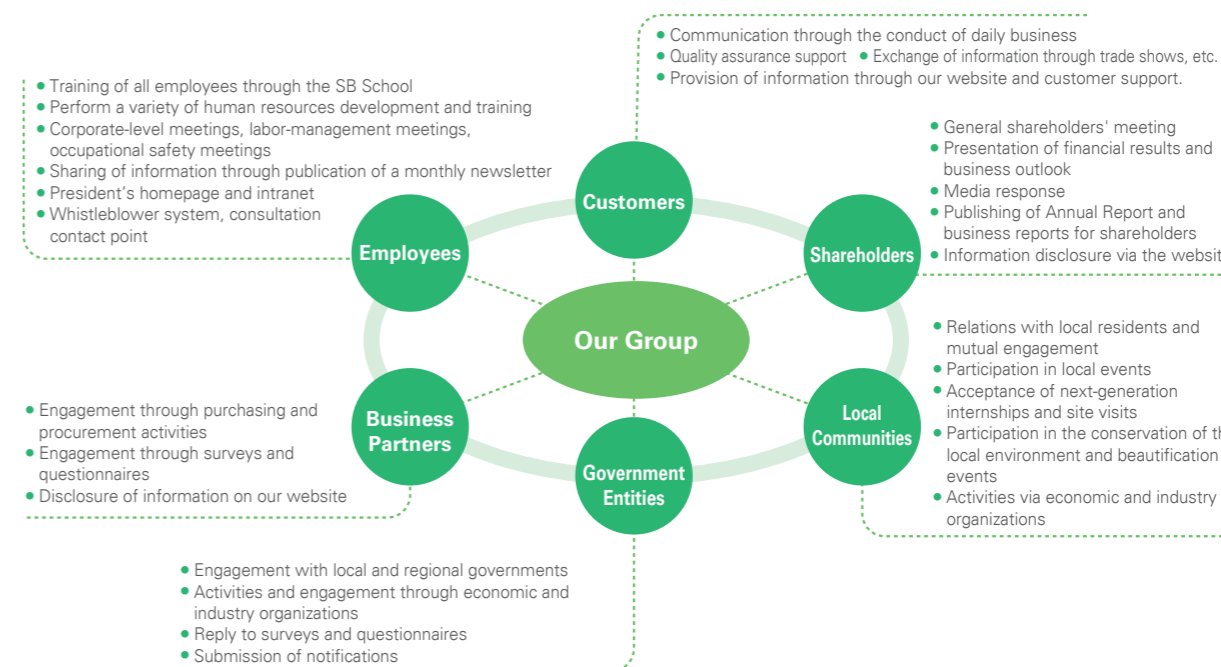 • Communication through the conduct of daily business
• Quality assurance support • Exchange of information through trade shows, etc.
• Provision of information through our website and customer support.
• Training of all employees through the SB School
• Perform a variety of human resources development and training
• Corporate-level meetings, labor-management meetings,
occupational safety meetings
• Sharing of information through publication of a monthly newsletter
• President's homepage and intranet
• Whistleblower system, consultation
contact point
• General shareholders' meeting
• Presentation of financial results and
business outlook
• Media response
• Publishing of Annual Report and
business reports for shareholders
• Information disclosure via the websit
Customers
Employees
Shareholders
Our Group
Business
Partners
Government
Entities
Local
Communities
• Relations with local residents and
mutual engagement
• Participation in local events
• Acceptance of next-generation
internships and site visits
• Participation in the conservation of th
local environment and beautification
events
• Activities via economic and industry
organizations
• Engagement through purchasing and
procurement activities
• Engagement through surveys and
questionnaires
• Disclosure of information on our website
• Engagement with local and regional governments
• Activities and engagement through economic and
industry organizations
• Reply to surveys and questionnaires
• Submission of notifications